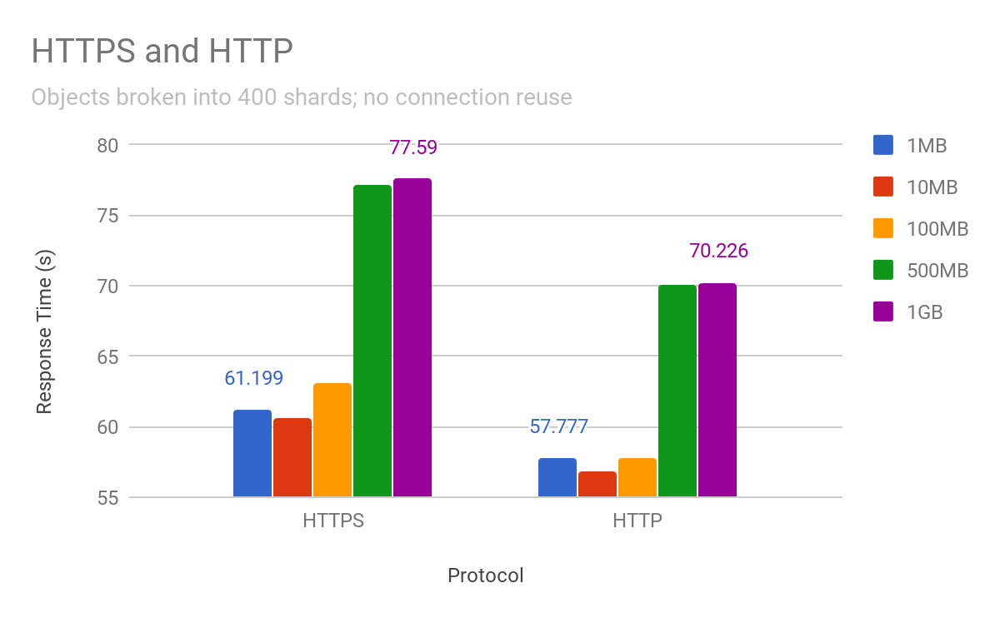 HTTPS and HTTP
Objects broken into 400 shards; no connection reuse
80
75
70
65
60
55
Response Time (s)
61.199
77.59
57.777
70.226
HTTPS
HTTP
Protocol
1MB
10MB
100MB
500MB
1GB